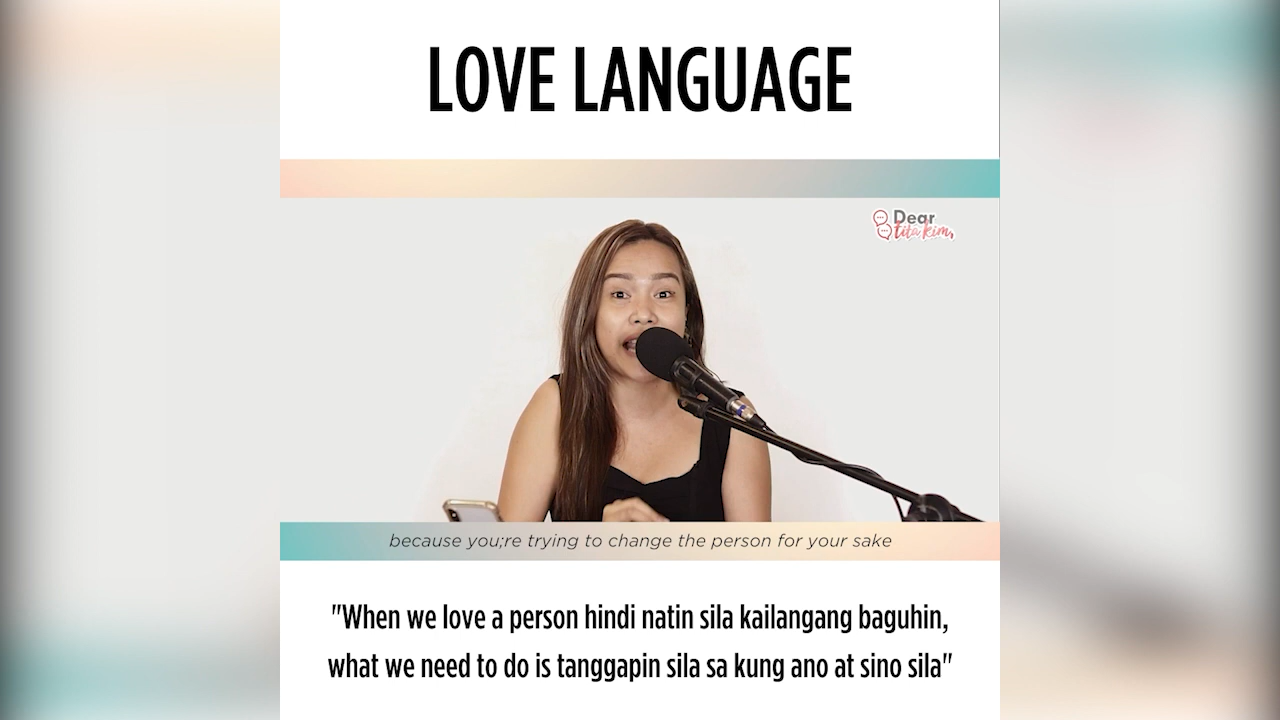 LOVE LANGUAGE
Dear
tita kim,
because you;re trying to change the person for your sake
"When we love a person hindi natin sila kailangang baguhin,
what we need to do is tanggapin sila sa kung ano at sino sila"